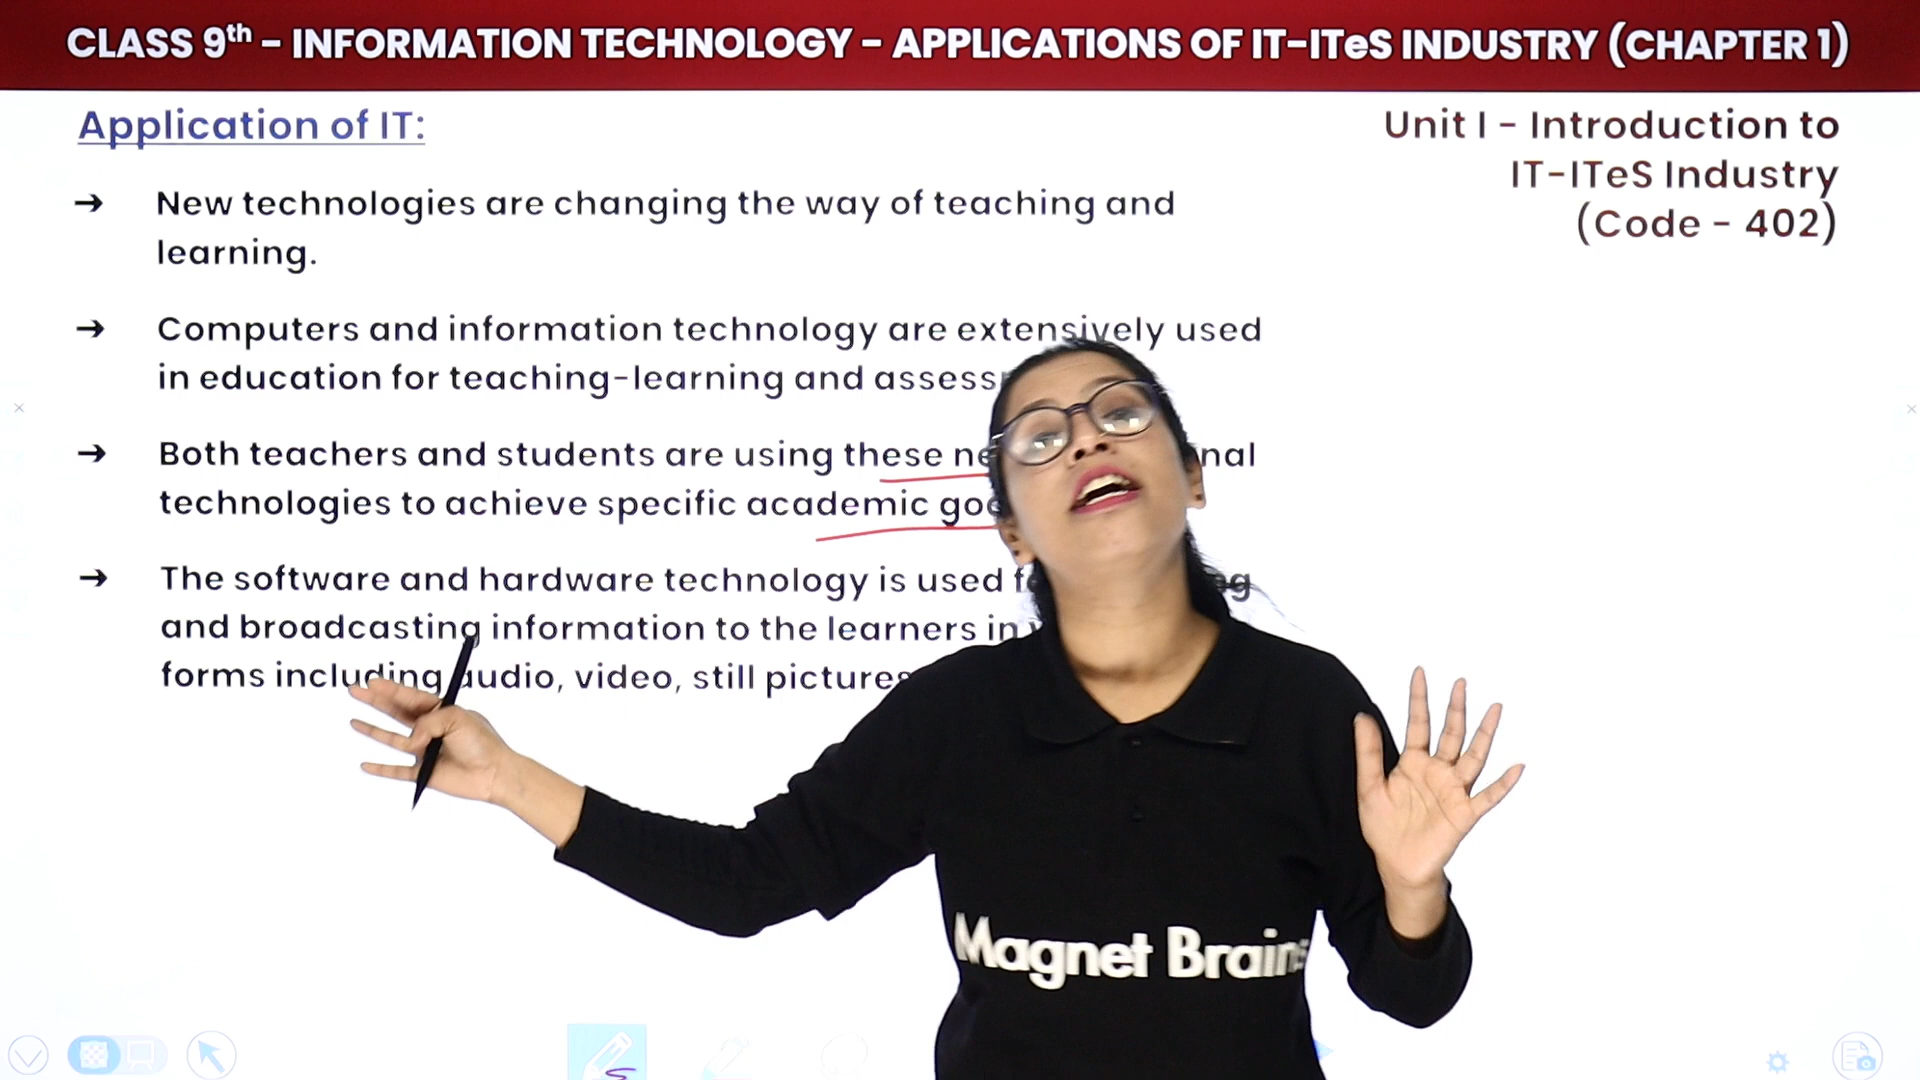 CLASS 9th - INFORMATION TECHNOLOGY - APPLICATIONS OF IT-ITeS INDUSTRY (CHAPTER 1)
Application of IT:
Unit I - Introduction to
IT-ITeS Industry
(Code - 402)
→ New technologies are changing the way of teaching and
learning.
→ Computers and information technology are extensively used
in education for teaching-learning and
→ Both teachers and students are using these
technologies to achieve specific academic
→ The software and hardware technology is used
and broadcasting information to the learners in
forms including audio, video, still pictures
Magnet Brains